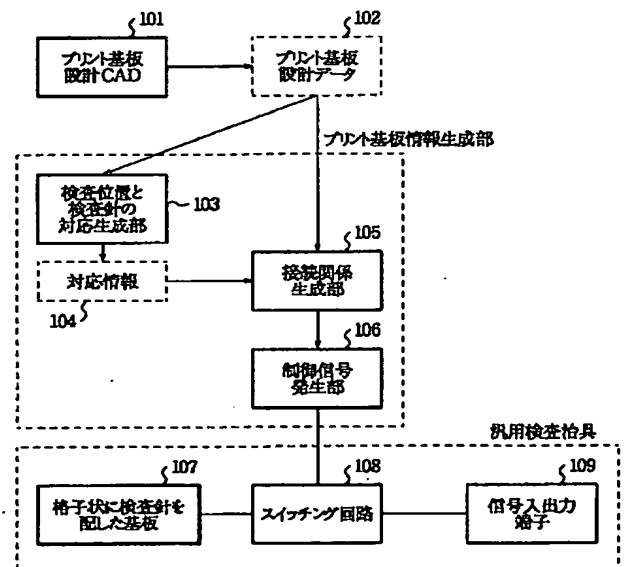 101
プリント基板
設計CAD
102
プリント基板
設計データ
プリント基板情報生成部
検査位置と
検査針の
対応生成部
103
対応情報
104
105
接続関係
生成部
106
制御信号
発生部
汎用検査治具
107
格子状に検査針を
配した基板
108
スイッチング回路
109
信号入出力
端子